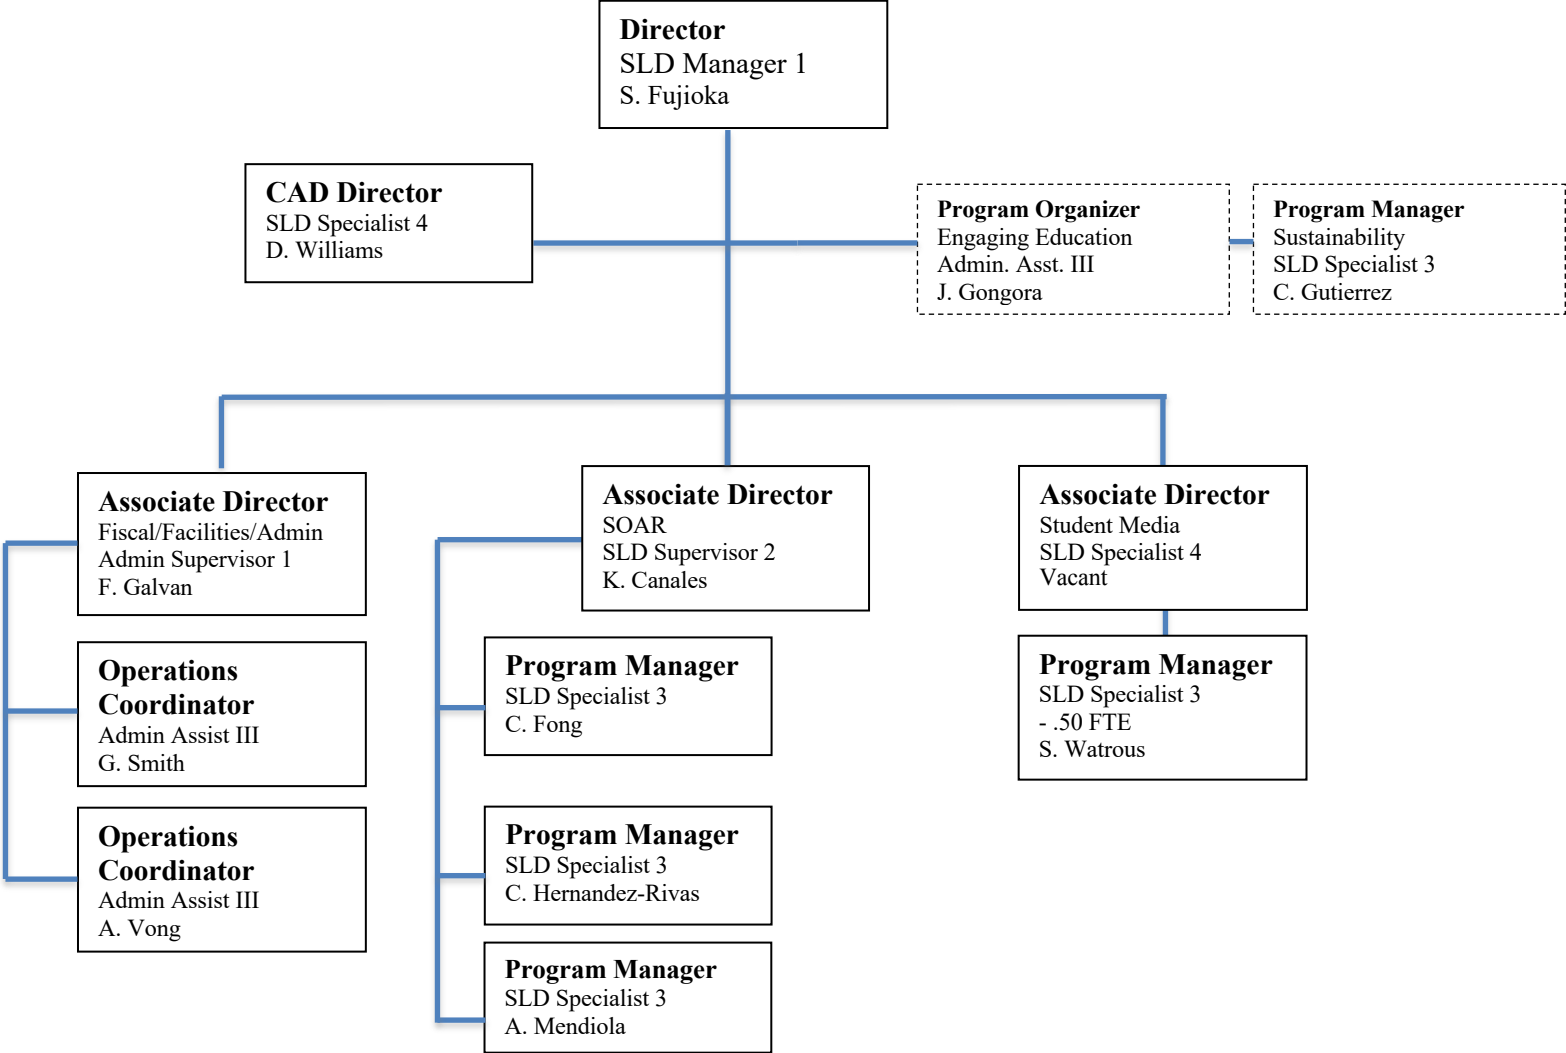 Director
SLD Manager 1
S. Fujioka
CAD Director
SLD Specialist 4
D. Williams
Program Organizer
Engaging Education
Admin. Asst. III
J. Gongora
Program Manager
Sustainability
SLD Specialist 3
C. Gutierrez
Associate Director
Fiscal/Facilities/Admin
Admin Supervisor 1
F. Galvan
Operations
Coordinator
Admin Assist III
G. Smith
Operations
Coordinator
Admin Assist III
A. Vong
Associate Director
SOAR
SLD Supervisor 2
K. Canales
Program Manager
SLD Specialist 3
C. Fong
Program Manager
SLD Specialist 3
C. Hernandez-Rivas
Program Manager
SLD Specialist 3
A. Mendiola
Associate Director
Student Media
SLD Specialist 4
Vacant
Program Manager
SLD Specialist 3
- .50 FTE
S. Watrous